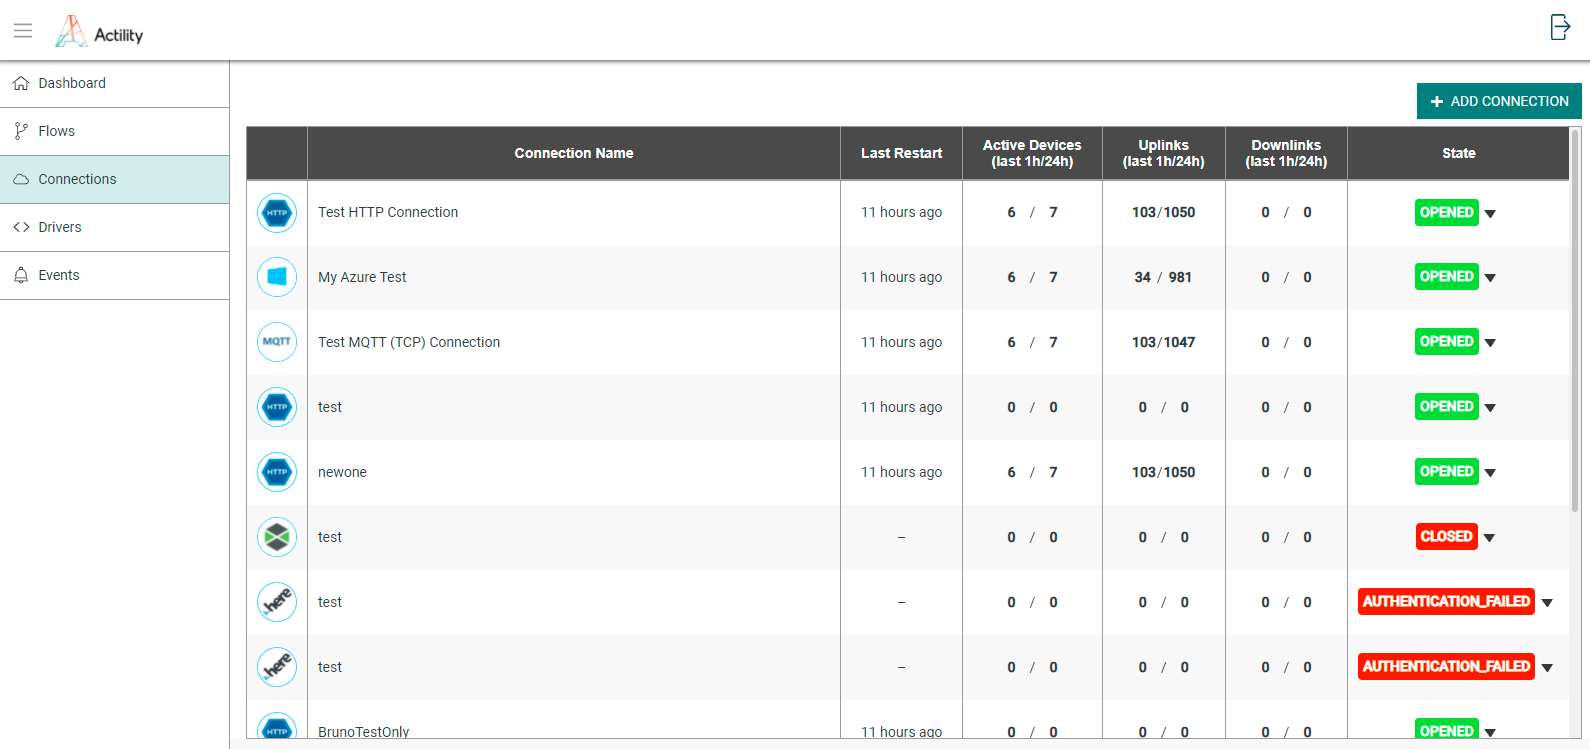 Actility
Dashboard
Flows
Connections
Drivers
Events
+ ADD CONNECTION
Connection Name Last Restart Active Devices (last 1h/24h) Uplinks (last 1h/24h) Downlinks (last 1h/24h) State
HTTP Test HTTP Connection 11 hours ago 6 / 7 103/1050 0 / 0 OPENED
My Azure Test 11 hours ago 6 / 7 34 / 981 0 / 0 OPENED
MQTT Test MQTT (TCP) Connection 11 hours ago 6 / 7 103/1047 0 / 0 OPENED
HTTP test 11 hours ago 0 / 0 0 / 0 0 / 0 OPENED
HTTP newone 11 hours ago 6 / 7 103/1050 0 / 0 OPENED
test – 0 / 0 0 / 0 0 / 0 CLOSED
here test – 0 / 0 0 / 0 0 / 0 AUTHENTICATION_FAILED
here test – 0 / 0 0 / 0 0 / 0 AUTHENTICATION_FAILED
HTTP BrunoTestOnly 11 hours ago 0 / 0 0 / 0 0 / 0 OPENED